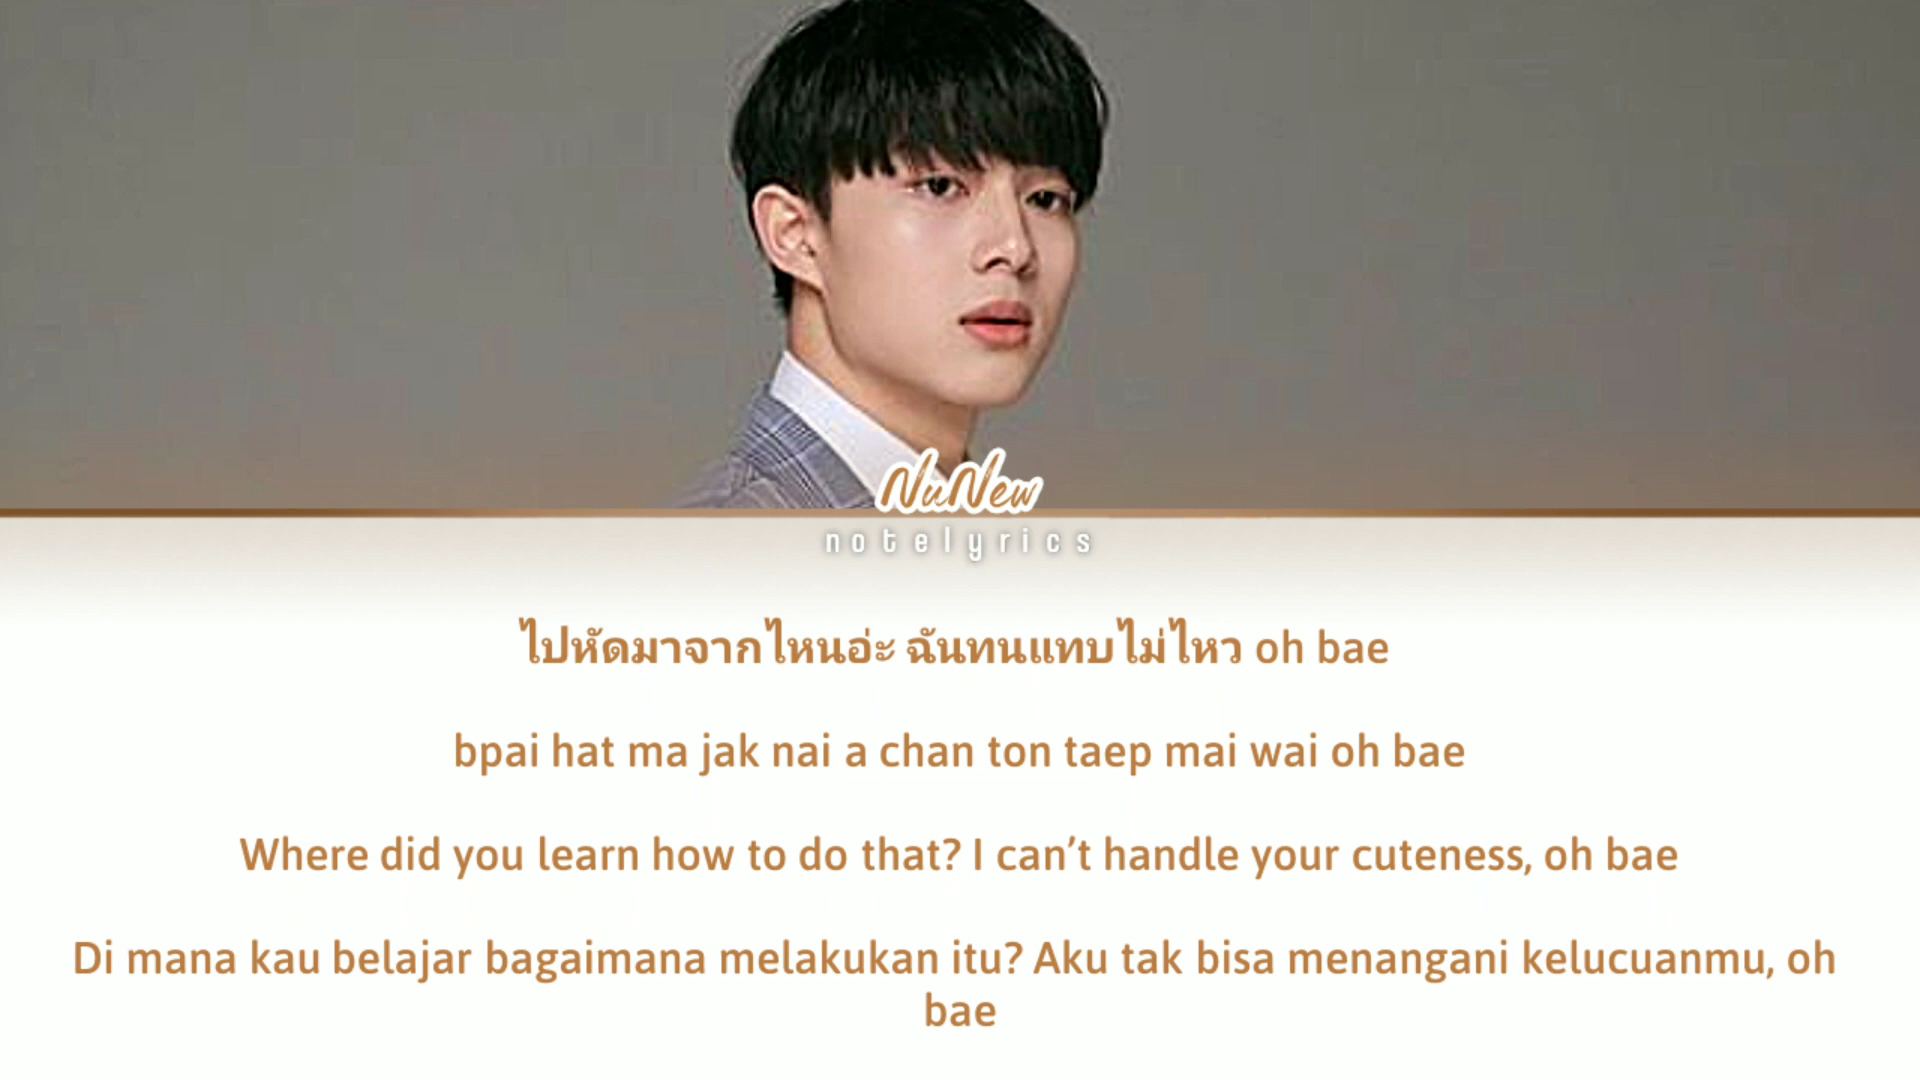 NuNew
notelyrics
ไปหัดมาจากไหนอ่ะ ฉันทนแทบไม่ไหว oh bae
bpai hat ma jak nai a chan ton taep mai wai oh bae
Where did you learn how to do that? I can’t handle your cuteness, oh bae
Di mana kau belajar bagaimana melakukan itu? Aku tak bisa menangani kelucuanmu, oh
bae